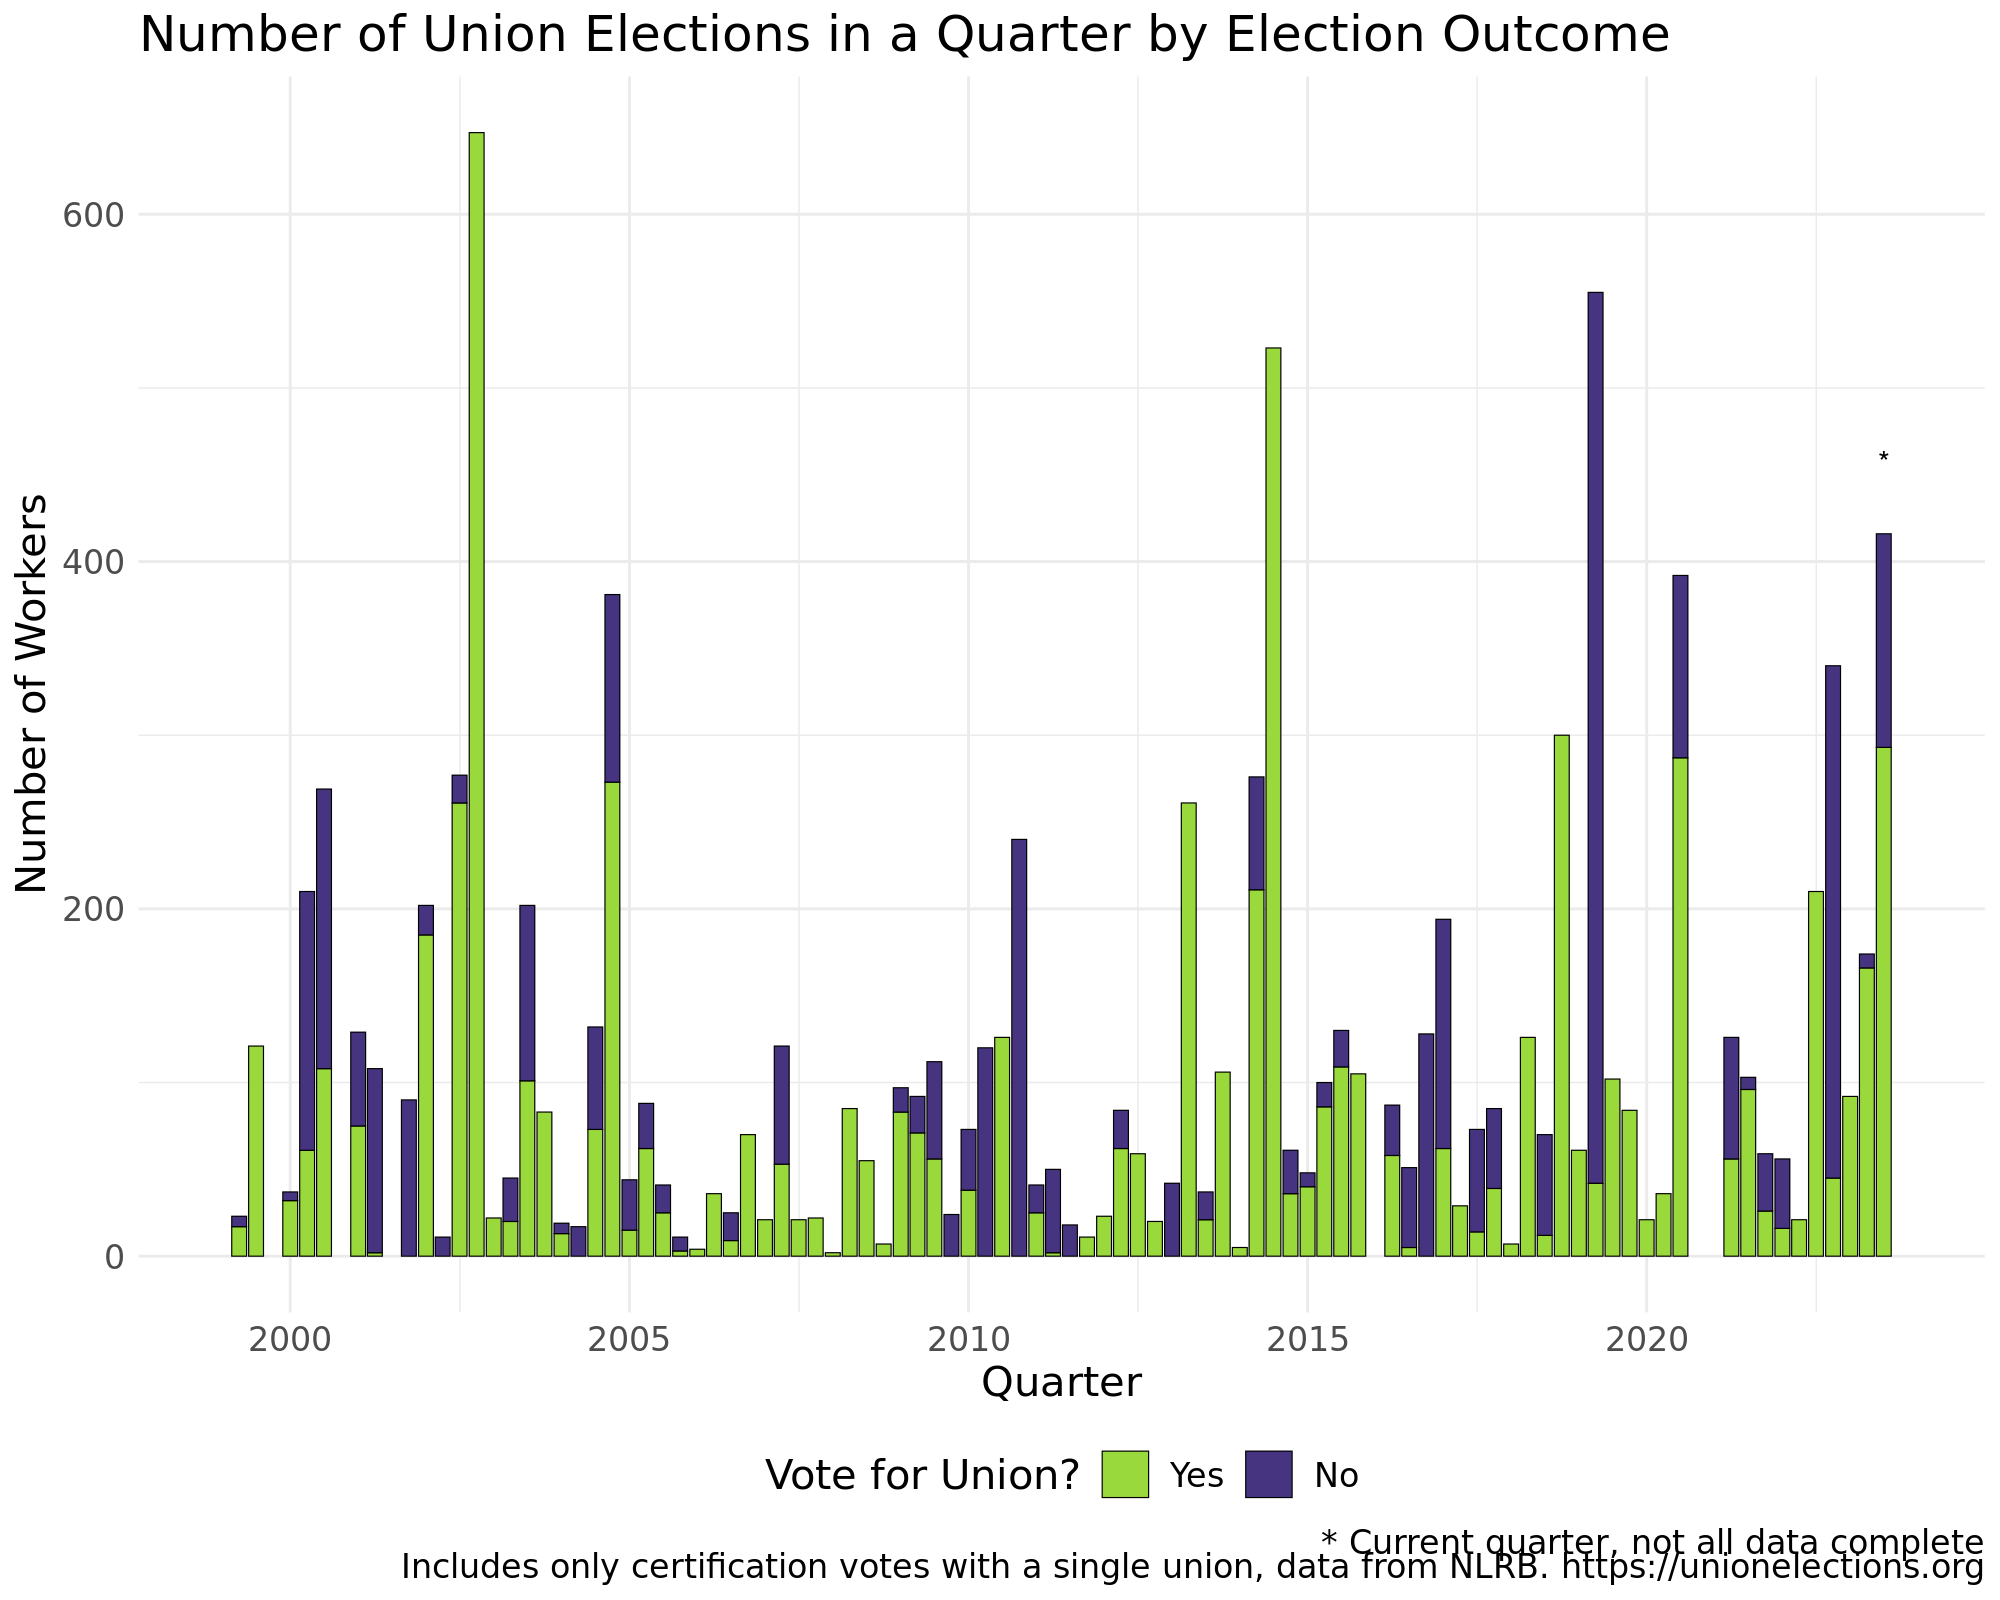 Number of Union Elections in a Quarter by Election Outcome
Number of Workers
600
400
200
0
*
2000 2005 2010 2015 2020
Quarter
Vote for Union? Yes No
* Current quarter, not all data complete
Includes only certification votes with a single union, data from NLRB. https://unionelections.org